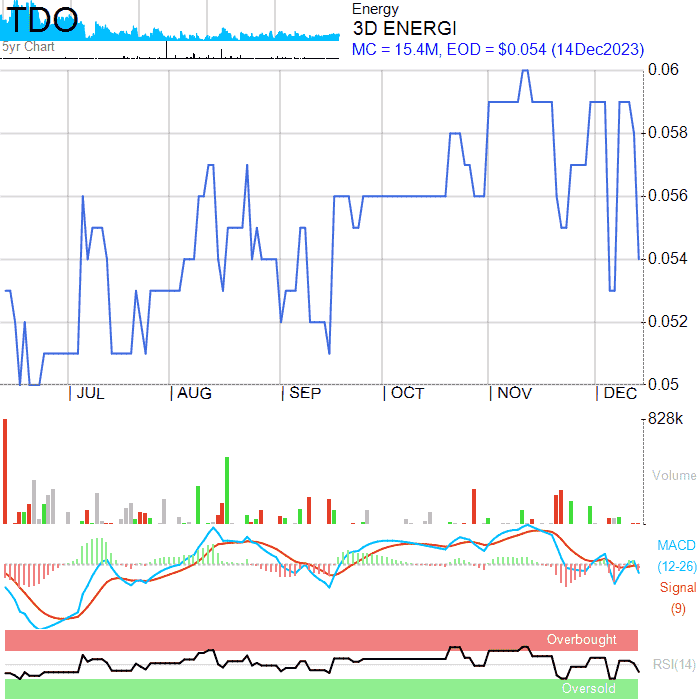 TDO
5yr Chart
Energy
3D ENERGI
MC = 15.4M, EOD = $0.054 (14Dec2023)
0.06
0.058
0.056
0.054
0.052
0.05
JUL AUG SEP OCT NOV DEC
828k
Volume
MACD
(12-26)
Signal
(9)
Overbought
RSI(14)
Oversold